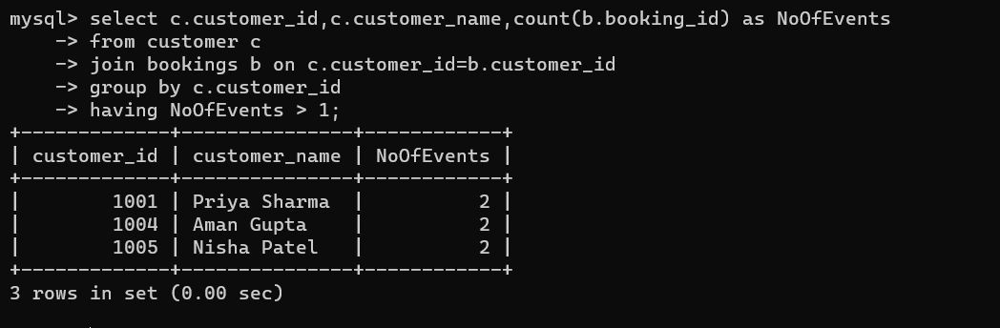 mysql> select c.customer_id,c.customer_name,count(b.booking_id) as NoOfEvents
    -> from customer c
    -> join bookings b on c.customer_id=b.customer_id
    -> group by c.customer_id
    -> having NoOfEvents > 1;
+-------------+---------------+------------+
| customer_id | customer_name | NoOfEvents |
+-------------+---------------+------------+
|        1001 | Priya Sharma  |          2 |
|        1004 | Aman Gupta    |          2 |
|        1005 | Nisha Patel   |          2 |
+-------------+---------------+------------+
3 rows in set (0.00 sec)